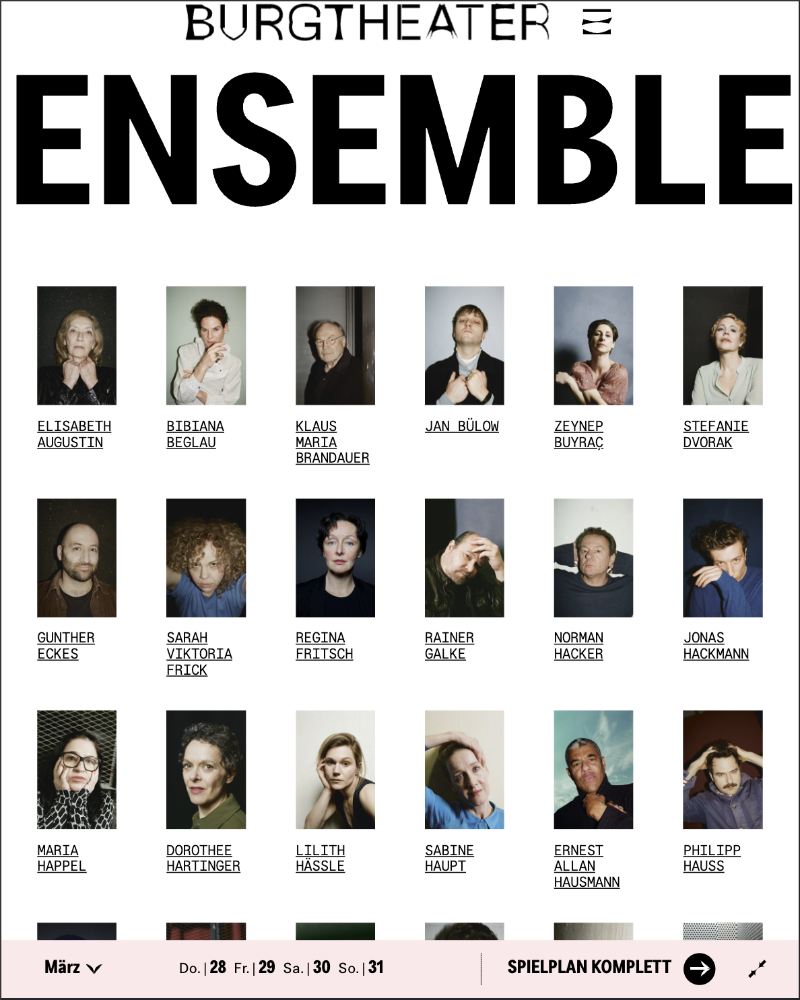 BURGTHEATER
ENSEMBLE
ELISABETH
AUGUSTIN
BIBIANA
BEGLAU
KLAUS
MARIA
BRANDAUER
JAN BÜLOW
ZEYNEP
BUYRAÇ
STEFANIE
DVORAK
GUNTHER
ECKES
SARAH
VIKTORIA
FRICK
REGINA
FRITSCH
RAINER
GALKE
NORMAN
HACKER
JONAS
HACKMANN
MARIA
HAPPEL
DOROTHEE
HARTINGER
LILITH
HÄSSLE
SABINE
HAUPT
ERNEST
ALLAN
HAUSMANN
PHILIPP
HAUSS
März Do. | 28 Fr. | 29 Sa. | 30 So. | 31 SPIELPLAN KOMPLETT